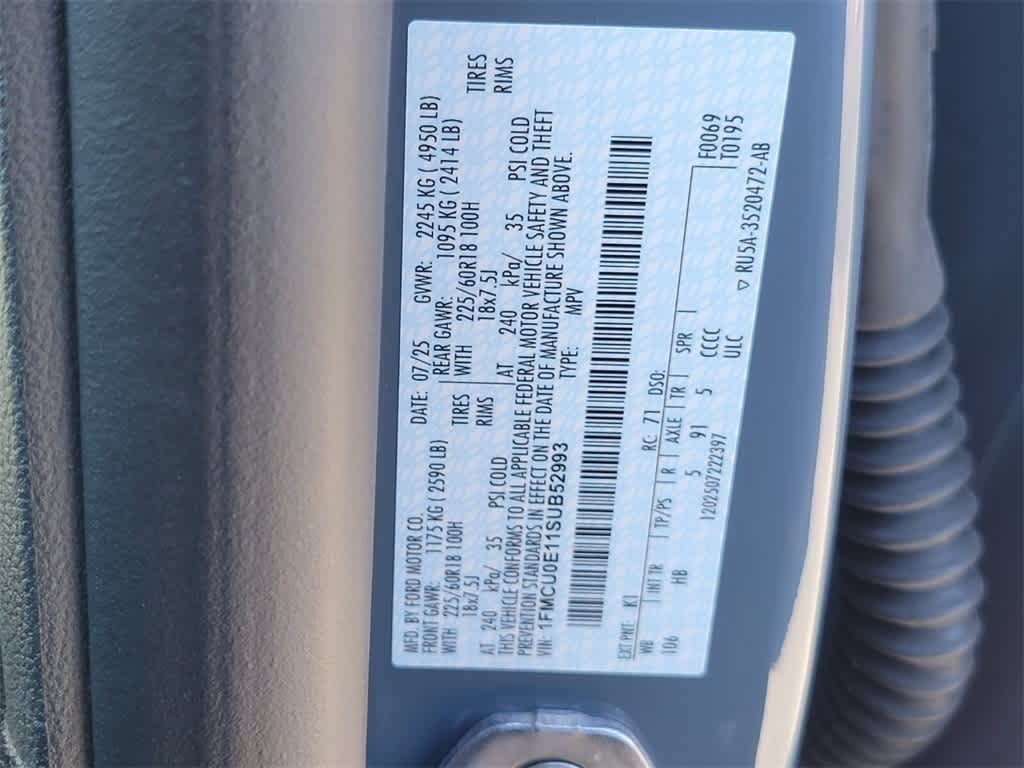 MFD. BY FORD MOTOR CO. DATE: 07/25 GVWR: 2245 KG ( 4950 LB)
FRONT GAWR: 1175 KG ( 2590 LB) REAR GAWR: 1095 KG ( 2414 LB)
WITH 225/60R18 100H TIRES WITH 225/60R18 100H TIRES
18x7.5J RIMS 18x7.5J RIMS
AT 240 kPa/ 35 PSI COLD AT 240 kPa/ 35 PSI COLD
THIS VEHICLE CONFORMS TO ALL APPLICABLE FEDERAL MOTOR VEHICLE SAFETY AND THEFT
PREVENTION STANDARDS IN EFFECT ON THE DATE OF MANUFACTURE SHOWN ABOVE.
VIN: 1FMCU0E11SUB52993 TYPE: MPV
EXT PNT: K1 RC: 71 DSO: F0069
WB INT TR TP/PS R AXLE TR SPR T0195
106 HB 5 91 5 CCCC
1202507222397 ULC
▽ RU5A-3520472-AB